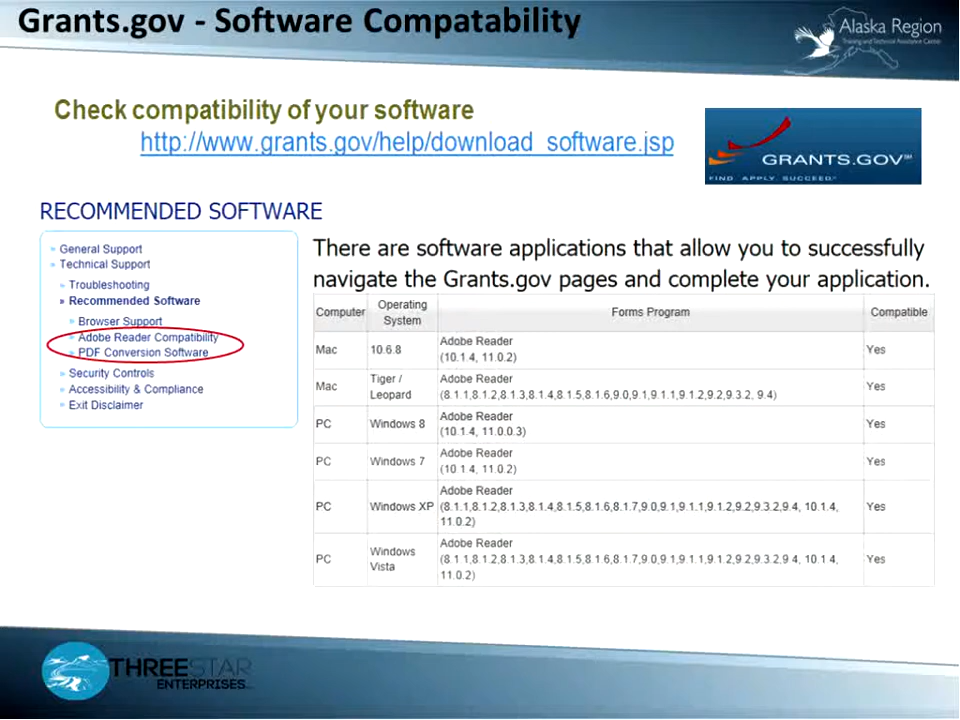 Grants.gov - Software Compatability
Alaska Region
Training and Technical Assistance Center
Check compatibility of your software
http://www.grants.gov/help/download_software.jsp
GRANTS.GOV℠
FIND. APPLY. SUCCEED.℠
RECOMMENDED SOFTWARE
» General Support
» Technical Support
» Troubleshooting
» Recommended Software
» Browser Support
» Adobe Reader Compatibility
» PDF Conversion Software
» Security Controls
» Accessibility & Compliance
» Exit Disclaimer
There are software applications that allow you to successfully
navigate the Grants.gov pages and complete your application.
Computer Operating System Forms Program Compatible
Mac 10.6.8 Adobe Reader Yes
(10.1.4, 11.0.2)
Mac Tiger / Leopard Adobe Reader Yes
(8.1.1,8.1.2,8.1.3,8.1.4,8.1.5,8.1.6,9.0,9.1,9.1.1,9.1.2,9.2,9.3.2, 9.4)
PC Windows 8 Adobe Reader Yes
(10.1.4, 11.0.0.3)
PC Windows 7 Adobe Reader Yes
(10.1.4, 11.0.2)
PC Windows XP Adobe Reader Yes
(8.1.1,8.1.2,8.1.3,8.1.4,8.1.5,8.1.6,8.1.7,9.0,9.1,9.1.1,9.1.2,9.2,9.3.2,9.4, 10.1.4,
11.0.2)
PC Windows Vista Adobe Reader Yes
(8.1.1,8.1.2,8.1.3,8.1.4,8.1.5,8.1.6,8.1.7,9.0,9.1,9.1.1,9.1.2,9.2,9.3.2,9.4, 10.1.4,
11.0.2)
THREESTAR
ENTERPRISES